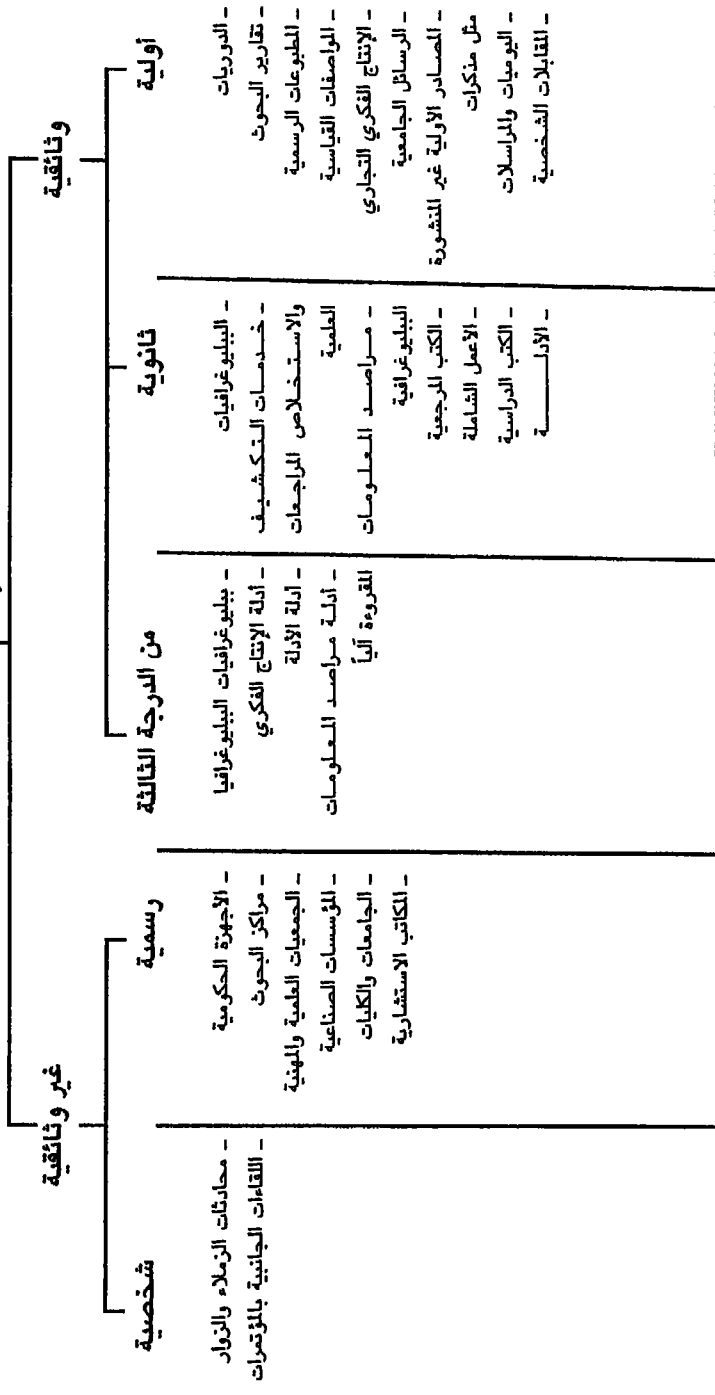 وثائقية
غير وثائقية
أولية
ثانوية
من الدرجة الثالثة
رسمية
شخصية
- الدوريات
- تقارير البحوث
- المطبوعات الرسمية
- المواصفات القياسية
- الإنتاج الفكري التجاري
- الرسائل الجامعية
- المصادر الأولية غير المنشورة
مثل مذكرات
- اليوميات والمراسلات
- المقابلات الشخصية
- الببليوغرافيات
- خدمات التكشيف
والاستخلاص المراجعات
العلمية
- مراصد المعلومات
الببليوغرافية
- الكتب المرجعية
- الأعمل الشاملة
- الكتب الدراسية
- الأدلة
- ببليوغرافيات الببليوغرافيا
- أدلة الإنتاج الفكري
- أدلة الأدلة
- أدلة مراصد المعلومات
المقروءة آلياً
- الأجهزة الحكومية
- مراكز البحوث
- الجمعيات العلمية والمهنية
- المؤسسات الصناعية
- الجامعات والكليات
- المكاتب الاستشارية
- محادثات الزملاء والزوار
- اللقاءات الجانبية بالمؤتمرات